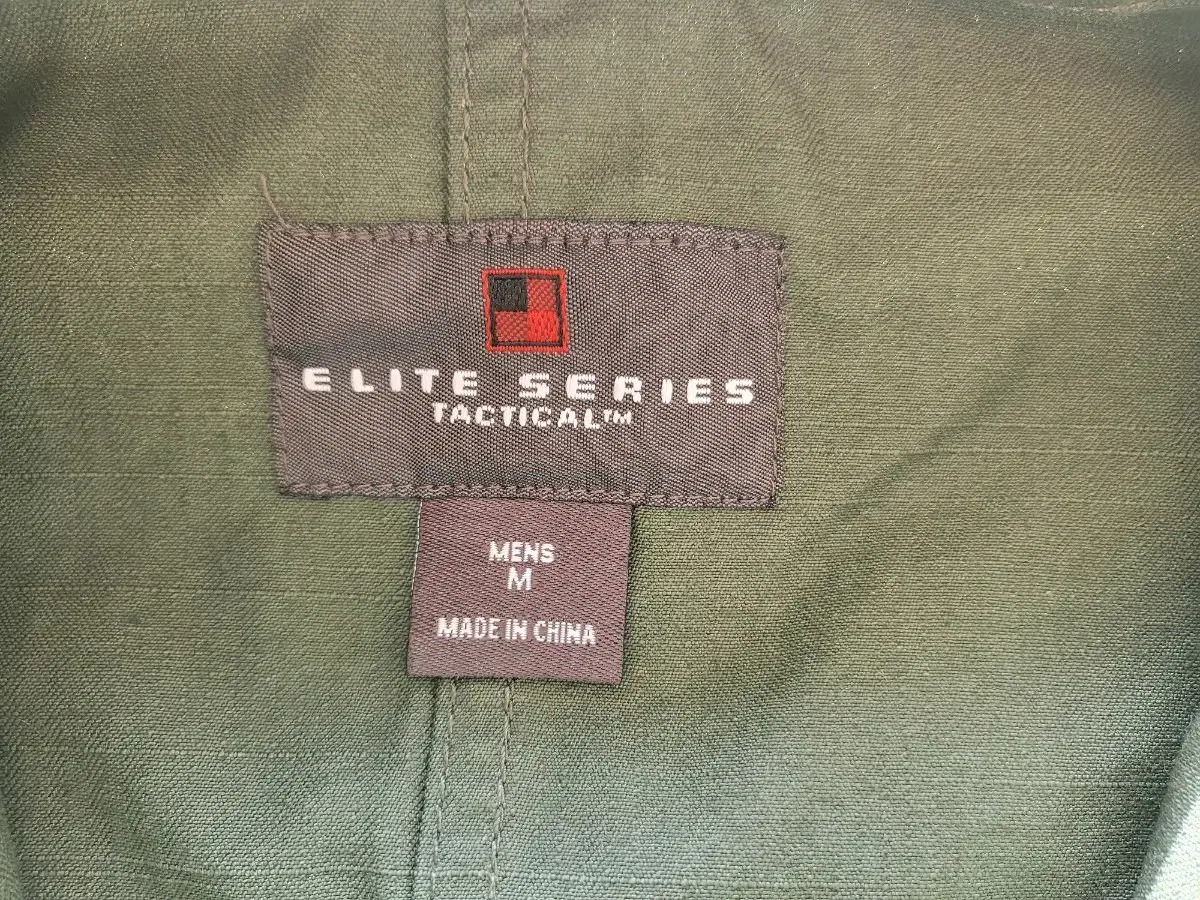 ELITE SERIES
TACTICAL™
MENS
M
MADE IN CHINA